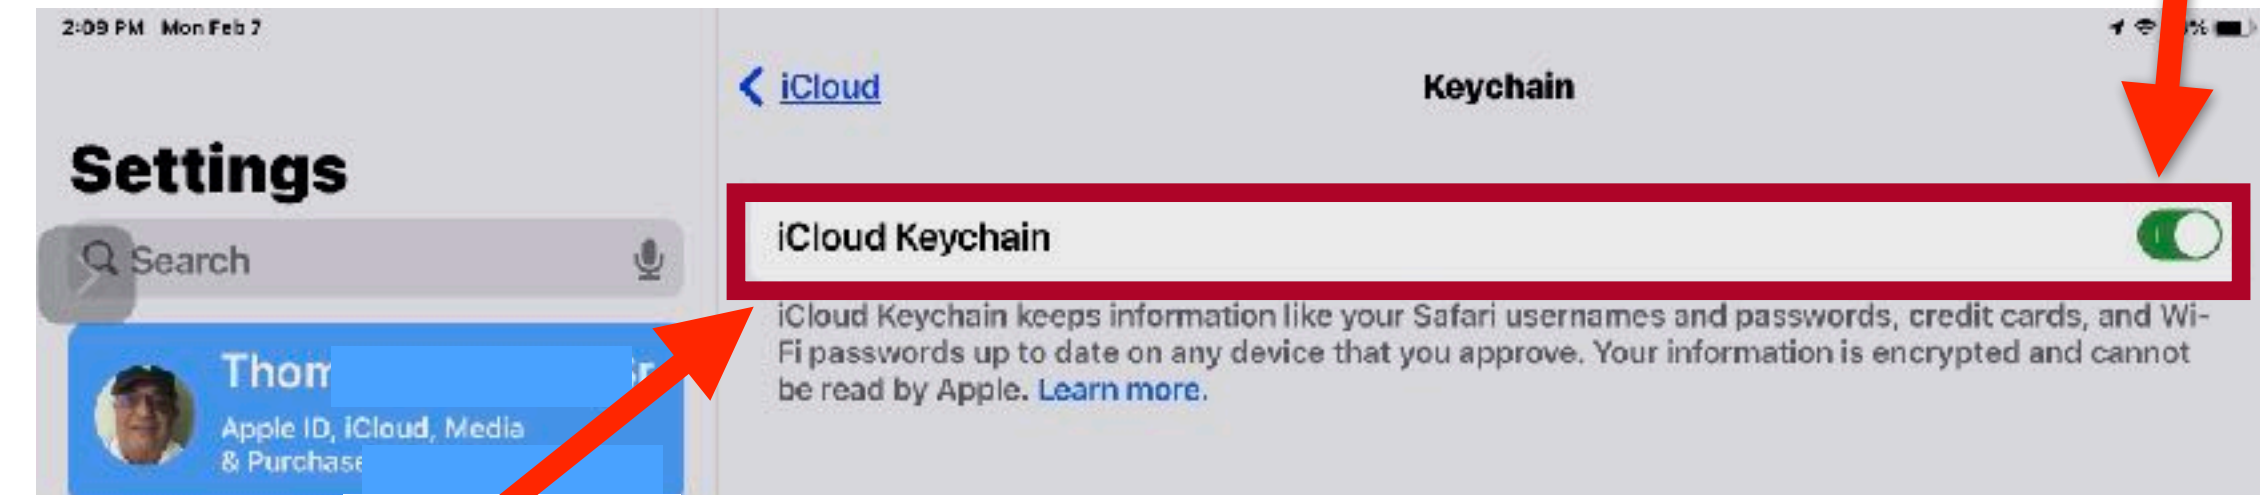 2:09 PM Mon Feb 7
%
iCloud
Keychain
Settings
Search
iCloud Keychain
iCloud Keychain keeps information like your Safari usernames and passwords, credit cards, and Wi-
Fi passwords up to date on any device that you approve. Your information is encrypted and cannot
be read by Apple. Learn more.
Apple ID, iCloud, Media
&